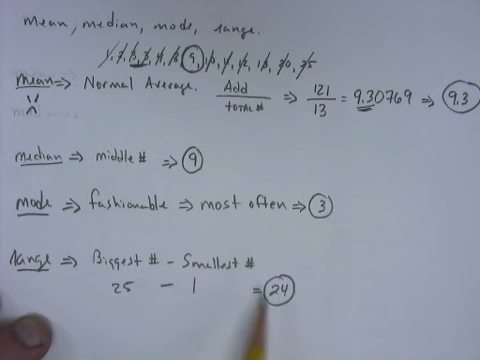 mean, median, mode, range.
9,
mean ⇒ Normal Average. Add / TOTAL # ⇒ 121 / 13 = 9.30769 ⇒ 9.3
median ⇒ middle # ⇒ 9
mode ⇒ fashionable ⇒ most often ⇒ 3
range ⇒ Biggest # - Smallest #
25 - 1 = 24